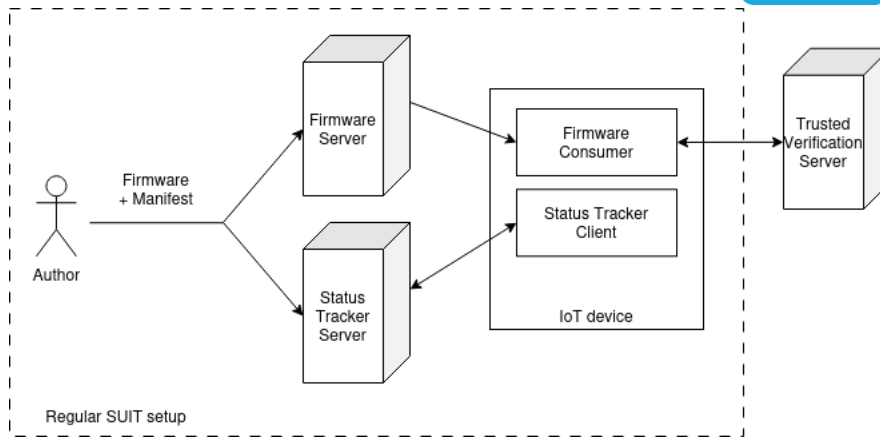 Firmware
+ Manifest
Author
Firmware
Server
Status
Tracker
Server
Firmware
Consumer
Status Tracker
Client
IoT device
Trusted
Verification
Server
Regular SUIT setup